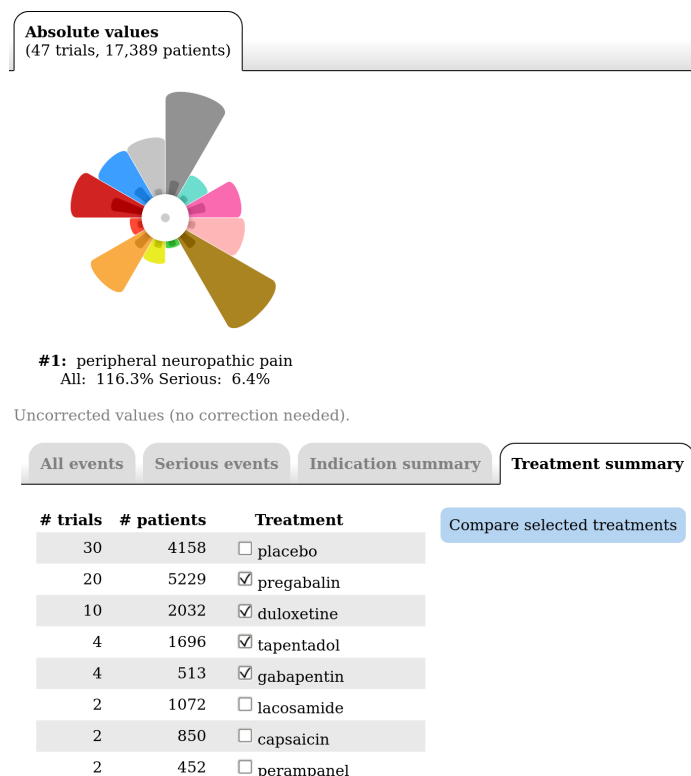 Absolute values
(47 trials, 17,389 patients)
#1: peripheral neuropathic pain
All: 116.3% Serious: 6.4%
Uncorrected values (no correction needed).
All events Serious events Indication summary Treatment summary
# trials # patients Treatment
Compare selected treatments
30 4158 placebo
20 5229 pregabalin
10 2032 duloxetine
4 1696 tapentadol
4 513 gabapentin
2 1072 lacosamide
2 850 capsaicin
2 452 perampanel